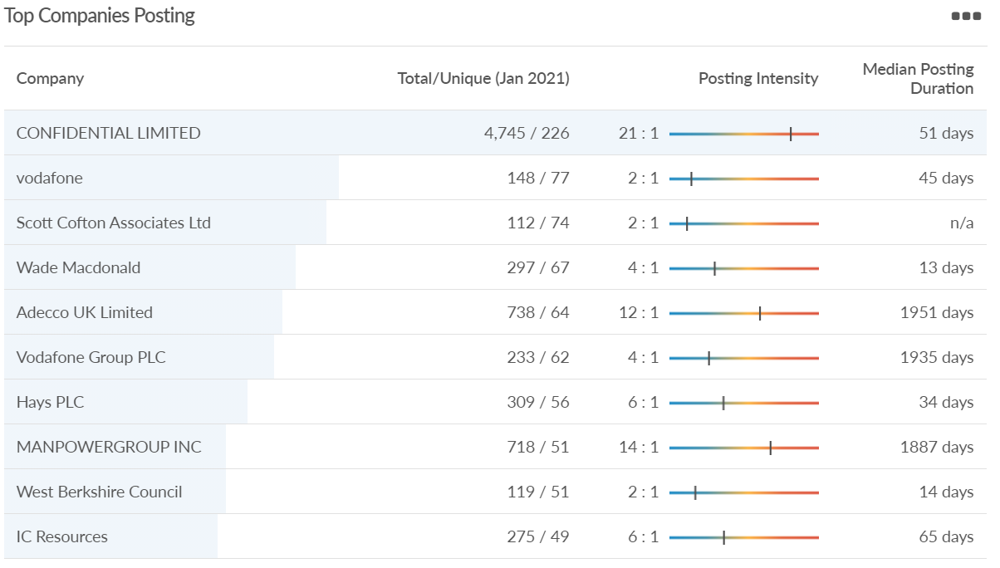 Top Companies Posting
Company Total/Unique (Jan 2021) Posting Intensity Median Posting Duration
CONFIDENTIAL LIMITED 4,745 / 226 21 : 1 51 days
vodafone 148 / 77 2 : 1 45 days
Scott Cofton Associates Ltd 112 / 74 2 : 1 n/a
Wade Macdonald 297 / 67 4 : 1 13 days
Adecco UK Limited 738 / 64 12 : 1 1951 days
Vodafone Group PLC 233 / 62 4 : 1 1935 days
Hays PLC 309 / 56 6 : 1 34 days
MANPOWERGROUP INC 718 / 51 14 : 1 1887 days
West Berkshire Council 119 / 51 2 : 1 14 days
IC Resources 275 / 49 6 : 1 65 days